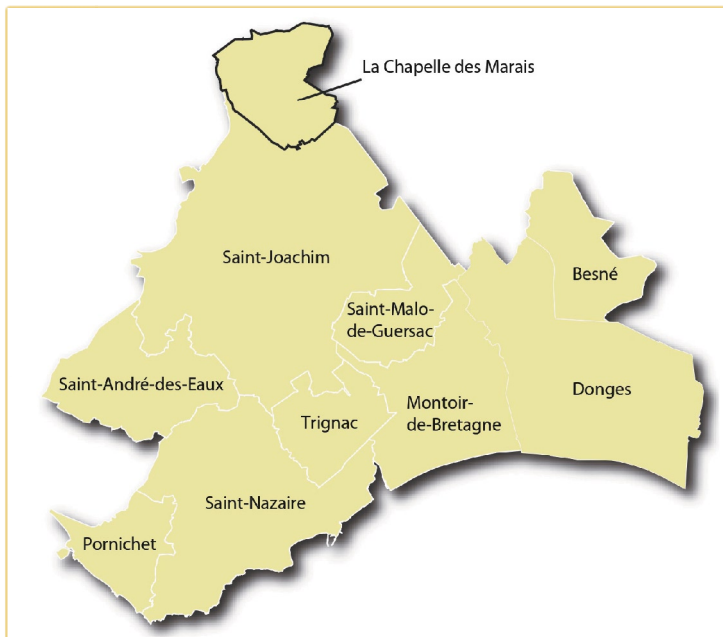 La Chapelle des Marais
Saint-Joachim
Besné
Saint-Malo-
de-Guersac
Saint-André-des-Eaux
Donges
Montoir-
de-Bretagne
Trignac
Saint-Nazaire
Pornichet